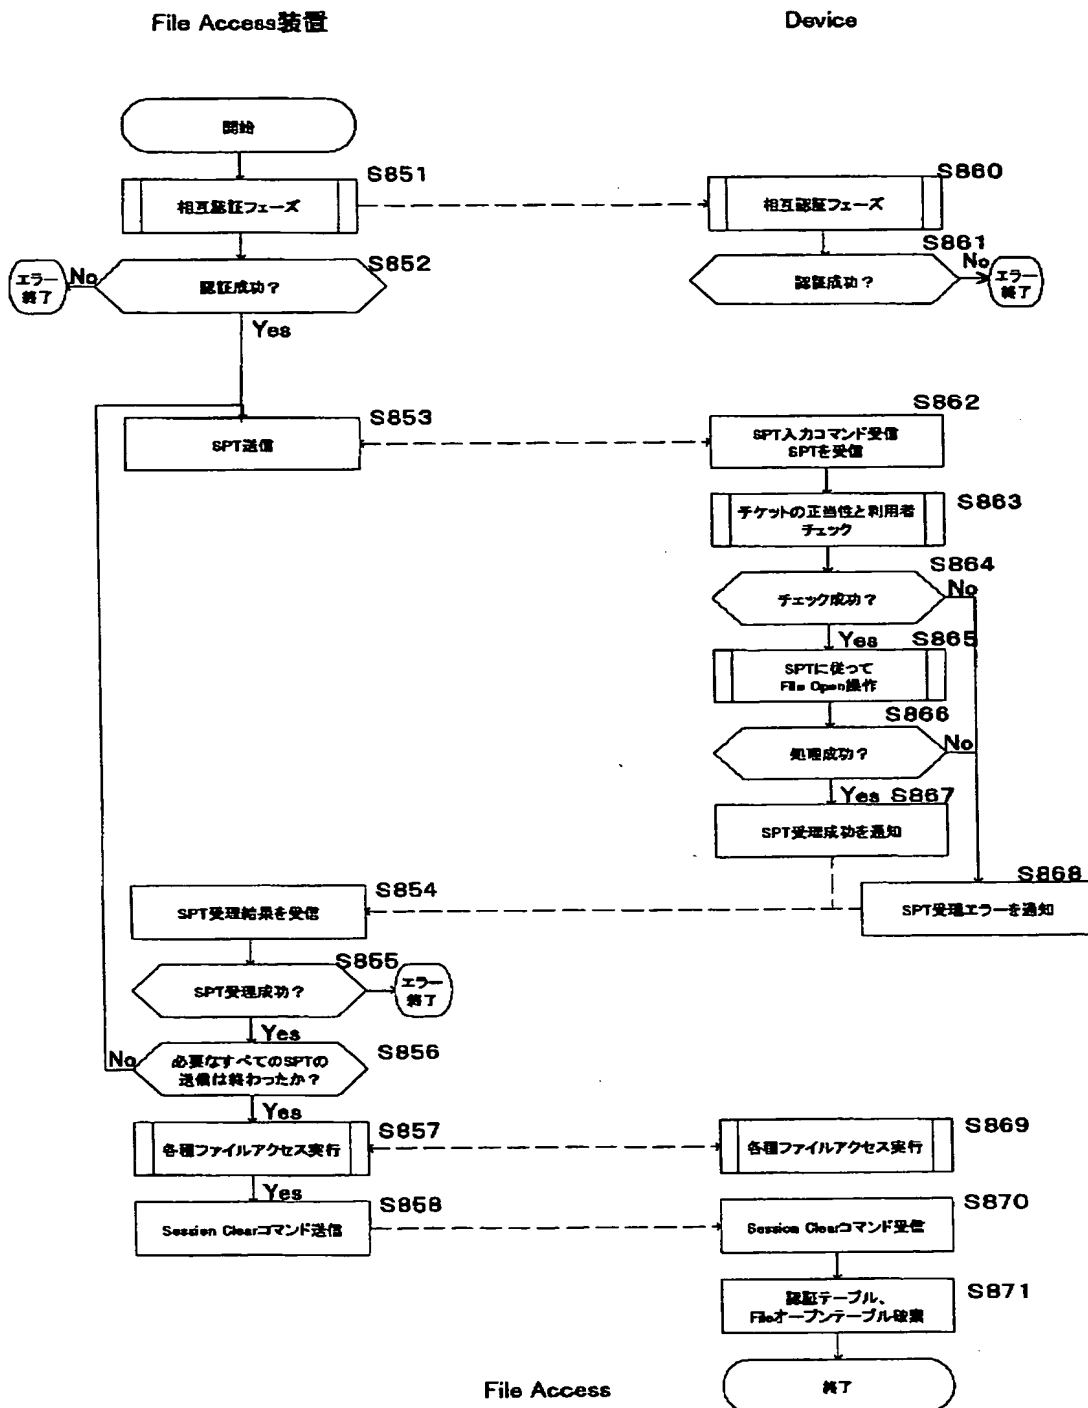 File Access装置
Device
開始
S851
相互認証フェーズ
S860
相互認証フェーズ
S852
認証成功？
No
エラー
終了
Yes
S861
認証成功？
No
エラー
終了
S853
SPT送信
S862
SPT入力コマンド受信
SPTを受信
S863
チケットの正当性と利用者
チェック
S864
チェック成功？
No
Yes
S865
SPTに従って
File Open操作
S866
処理成功？
No
Yes
S867
SPT受理成功を通知
S868
SPT受理エラーを通知
S854
SPT受理結果を受信
S855
SPT受理成功？
エラー
終了
Yes
S856
必要なすべてのSPTの
送信は終わったか？
No
Yes
S857
各種ファイルアクセス実行
S869
各種ファイルアクセス実行
Yes
S858
Session Clearコマンド送信
S870
Session Clearコマンド受信
S871
認証テーブル、
Fileオープンテーブル破棄
終了
File Access